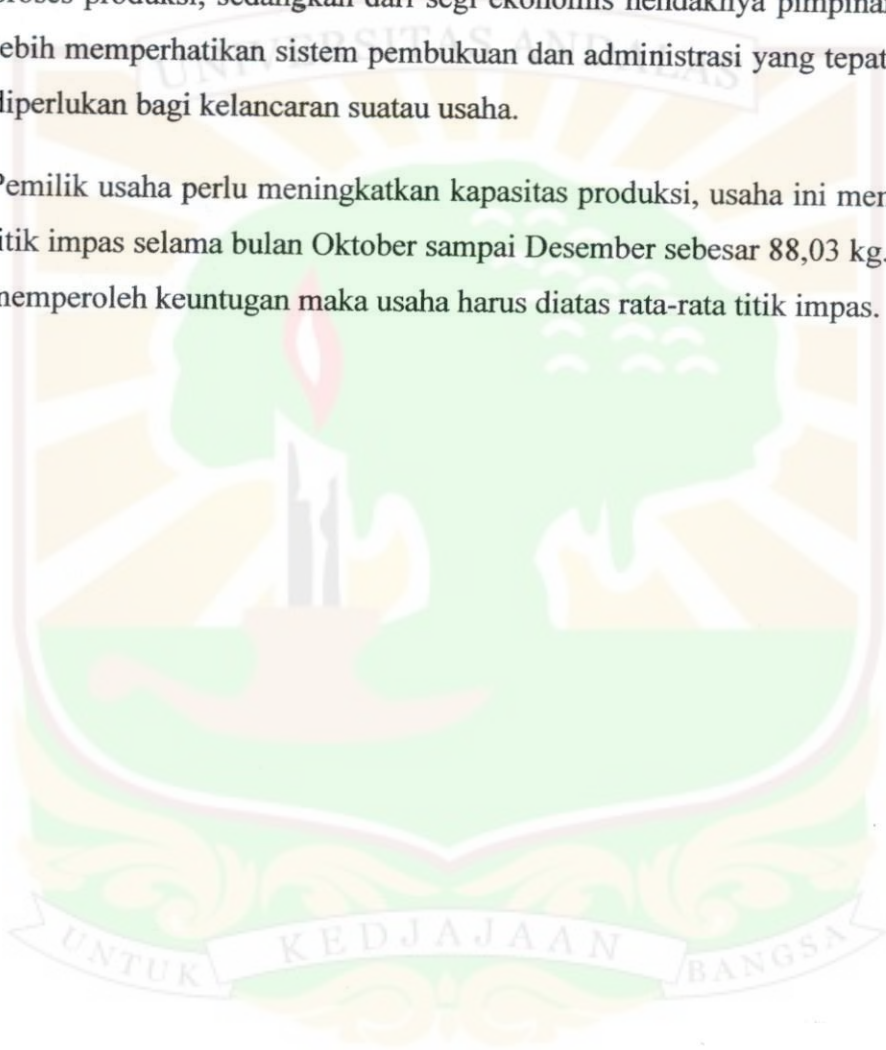 proses produksi, sedangkan dari segi ekonomis hendaknya pimpinan
UNIVERSITAS ANDALAS
lebih memperhatikan sistem pembukuan dan administrasi yang tepat
diperlukan bagi kelancaran suatau usaha.
Pemilik usaha perlu meningkatkan kapasitas produksi, usaha ini
titik impas selama bulan Oktober sampai Desember sebesar 88,03 kg.
memperoleh keuntugan maka usaha harus diatas rata-rata titik impas.
UNTUK KEDJAJAAN BANGSA